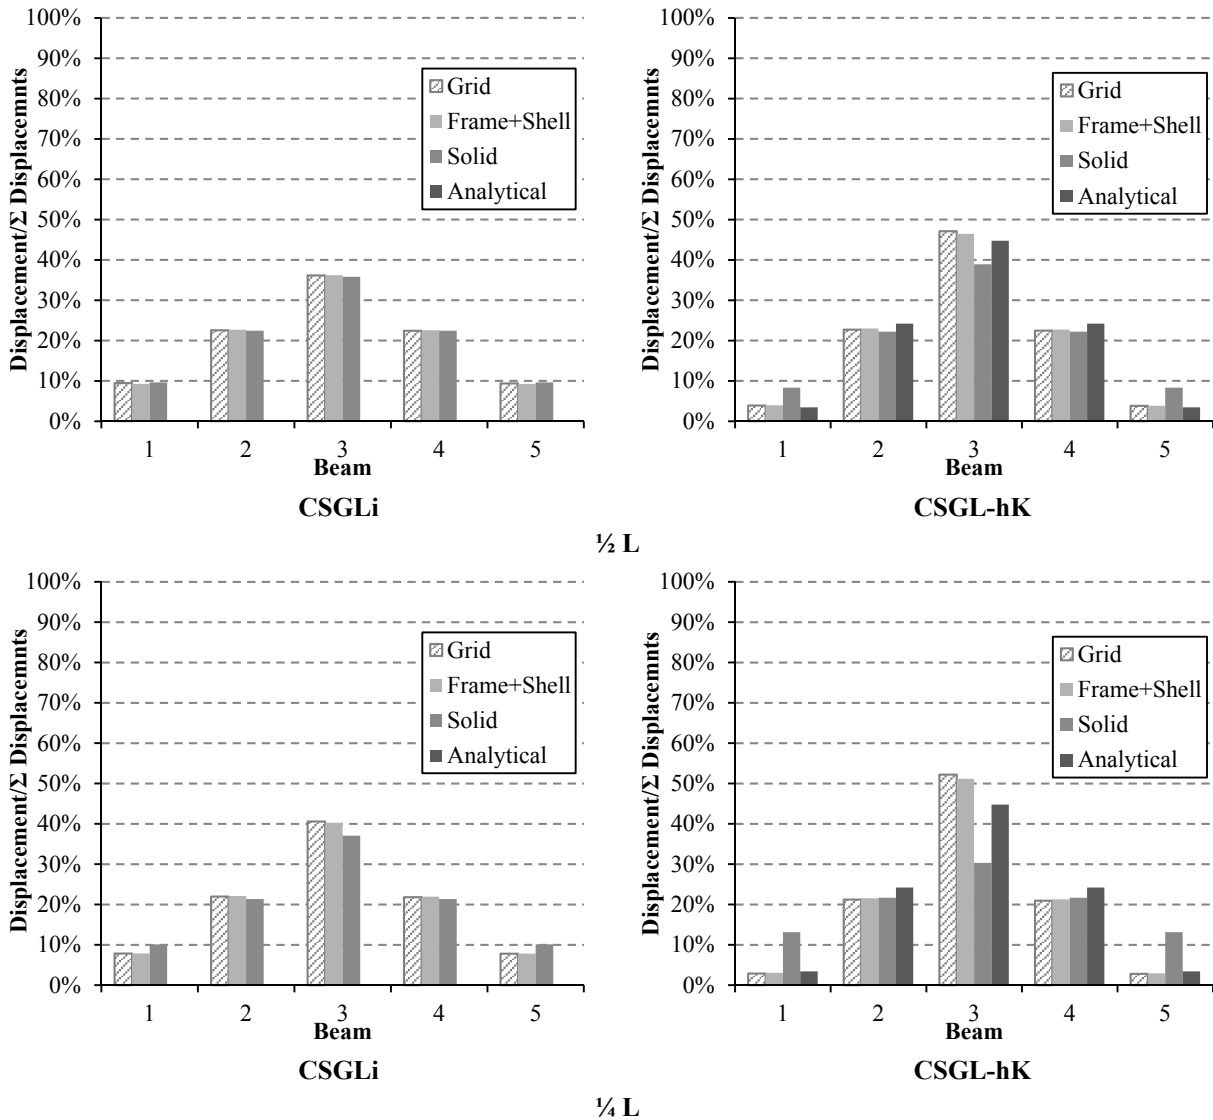 100%
90%
80%
70%
60%
50%
40%
30%
20%
10%
0%
Displacement/Σ Displacemnts
Grid
Frame+Shell
Solid
Analytical
1 2 3 4 5
Beam
CSGLi
100%
90%
80%
70%
60%
50%
40%
30%
20%
10%
0%
Displacement/Σ Displacemnts
Grid
Frame+Shell
Solid
Analytical
1 2 3 4 5
Beam
CSGL-hK
½ L
100%
90%
80%
70%
60%
50%
40%
30%
20%
10%
0%
Displacement/Σ Displacemnts
Grid
Frame+Shell
Solid
Analytical
1 2 3 4 5
Beam
CSGLi
100%
90%
80%
70%
60%
50%
40%
30%
20%
10%
0%
Displacement/Σ Displacemnts
Grid
Frame+Shell
Solid
Analytical
1 2 3 4 5
Beam
CSGL-hK
¼ L